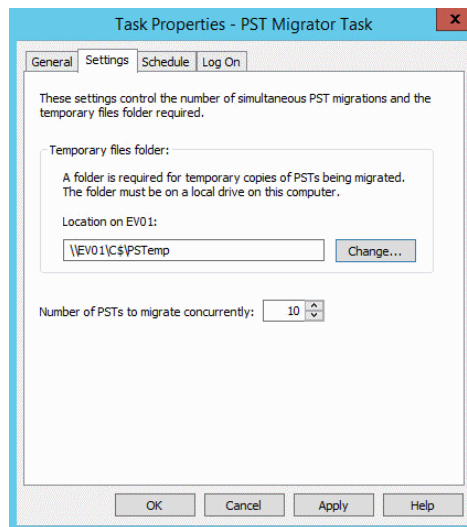 Task Properties - PST Migrator Task
x
General Settings Schedule Log On
These settings control the number of simultaneous PST migrations and the
temporary files folder required.
Temporary files folder:
A folder is required for temporary copies of PSTs being migrated.
The folder must be on a local drive on this computer.
Location on EV01:
\\EV01\C$\PSTemp
Change...
Number of PSTs to migrate concurrently: 10
OK Cancel Apply Help